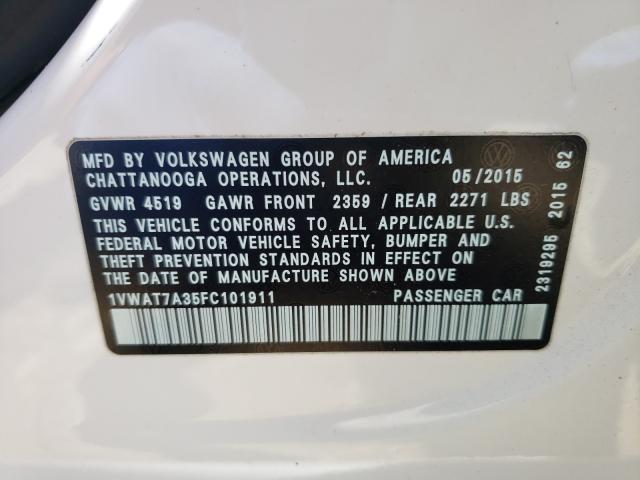 MFD BY VOLKSWAGEN GROUP OF AMERICA
CHATTANOOGA OPERATIONS, LLC. 05/2015
GVWR 4519 GAWR FRONT 2359 / REAR 2271 LBS
THIS VEHICLE CONFORMS TO ALL APPLICABLE U.S.
FEDERAL MOTOR VEHICLE SAFETY, BUMPER AND
THEFT PREVENTION STANDARDS IN EFFECT ON
THE DATE OF MANUFACTURE SHOWN ABOVE
1VWAT7A35FC101911 PASSENGER CAR
2319295 2015 62